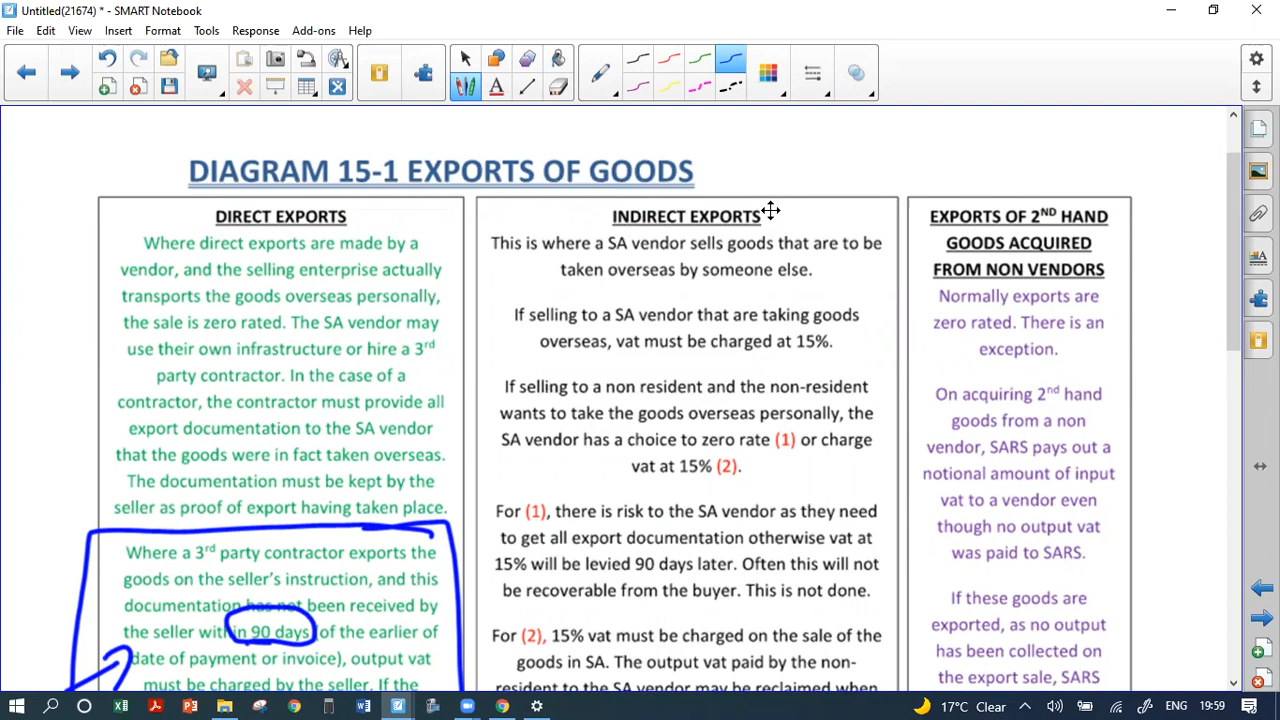 Untitled(21674) * - SMART Notebook
File Edit View Insert Format Tools Response Add-ons Help
DIAGRAM 15-1 EXPORTS OF GOODS
DIRECT EXPORTS
Where direct exports are made by a
vendor, and the selling enterprise actually
transports the goods overseas personally,
the sale is zero rated. The SA vendor may
use their own infrastructure or hire a 3rd
party contractor. In the case of a
contractor, the contractor must provide all
export documentation to the SA vendor
that the goods were in fact taken overseas.
The documentation must be kept by the
seller as proof of export having taken place.
Where a 3rd party contractor exports the
goods on the seller's instruction, and this
documentation has not been received by
the seller within 90 days (of the earlier of
date of payment or invoice), output vat
must be charged by the seller. If the
INDIRECT EXPORTS
This is where a SA vendor sells goods that are to be
taken overseas by someone else.
If selling to a SA vendor that are taking goods
overseas, vat must be charged at 15%.
If selling to a non resident and the non-resident
wants to take the goods overseas personally, the
SA vendor has a choice to zero rate (1) or charge
vat at 15% (2).
For (1), there is risk to the SA vendor as they need
to get all export documentation otherwise vat at
15% will be levied 90 days later. Often this will not
be recoverable from the buyer. This is not done.
For (2), 15% vat must be charged on the sale of the
goods in SA. The output vat paid by the non-
resident to the SA vendor may be reclaimed when
EXPORTS OF 2ND HAND
GOODS ACQUIRED
FROM NON VENDORS
Normally exports are
zero rated. There is an
exception.
On acquiring 2nd hand
goods from a non
vendor, SARS pays out a
notional amount of input
vat to a vendor even
though no output vat
was paid to SARS.
If these goods are
exported, as no output
has been collected on
the export sale, SARS
17°C Clear
ENG
19:59